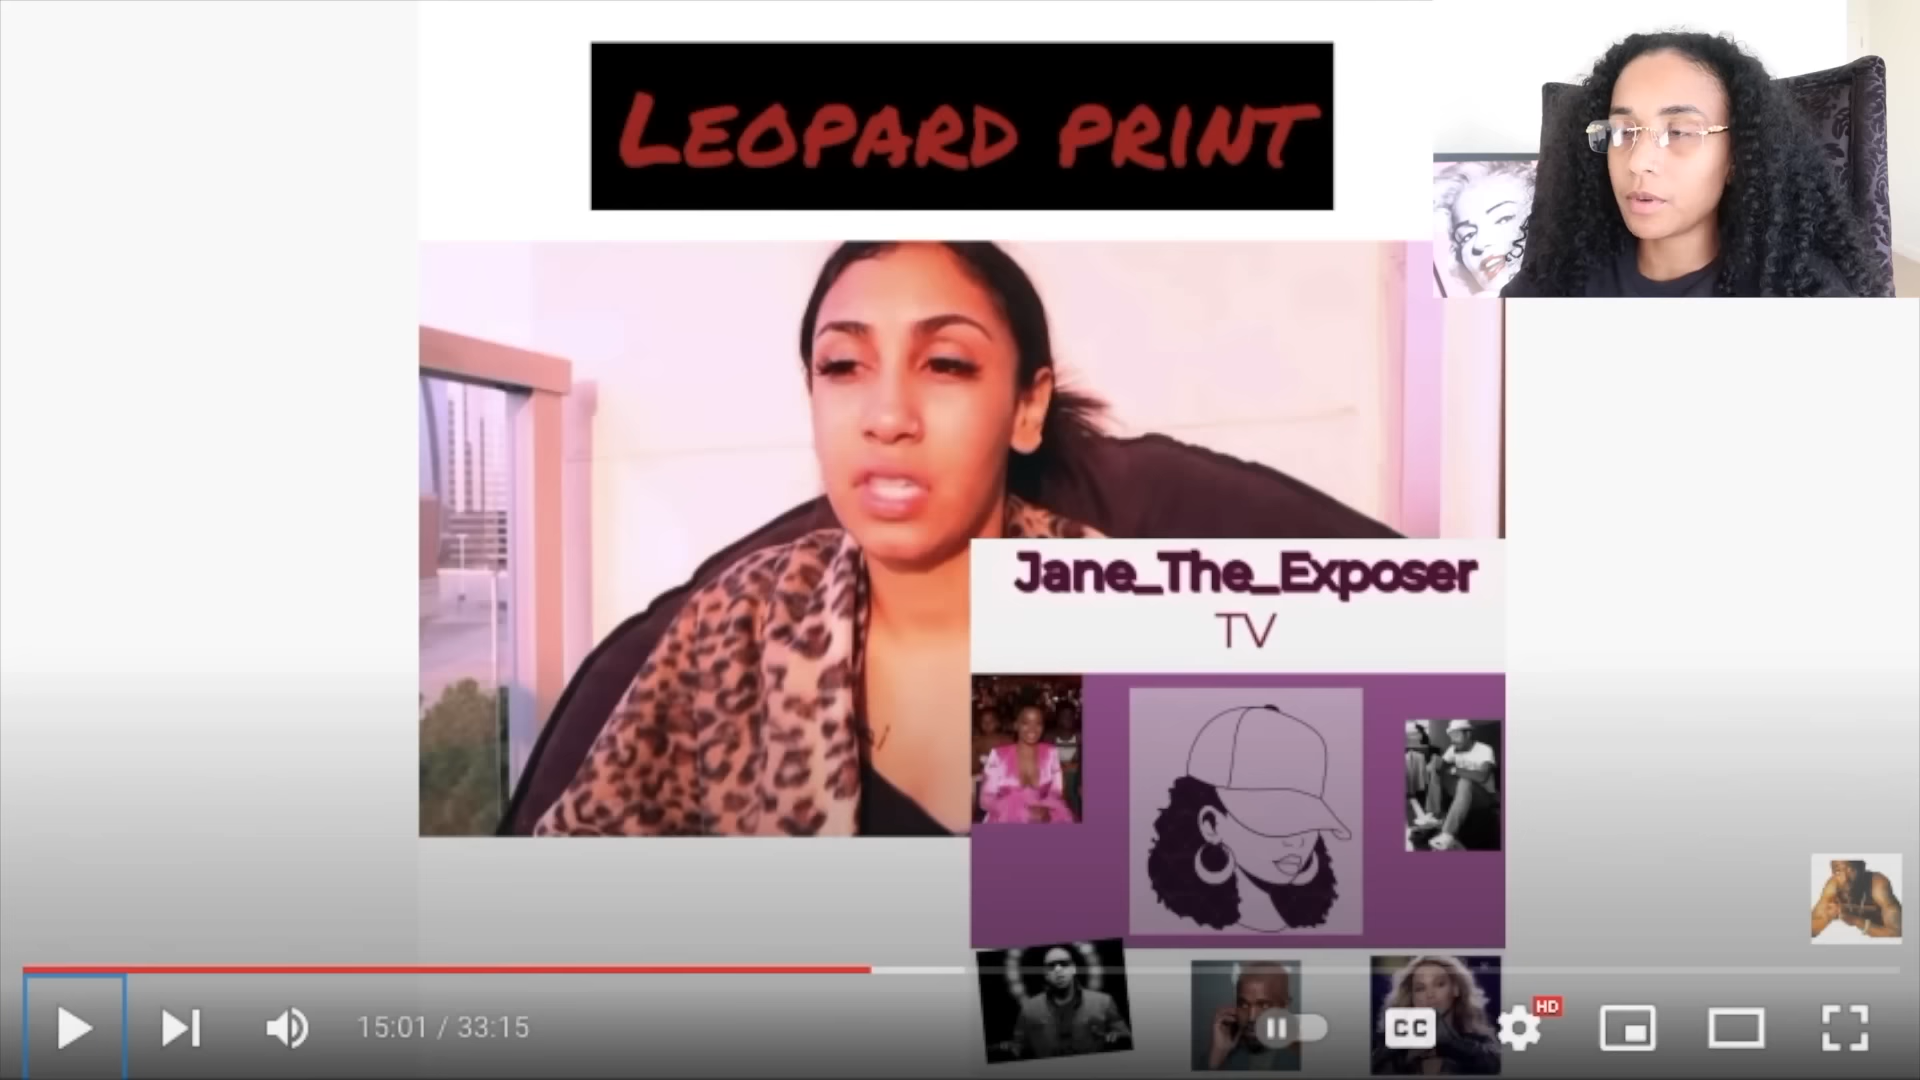 LEOPARD PRINT
Jane_The_Exposer
TV
15:01 / 33:15
CC
HD